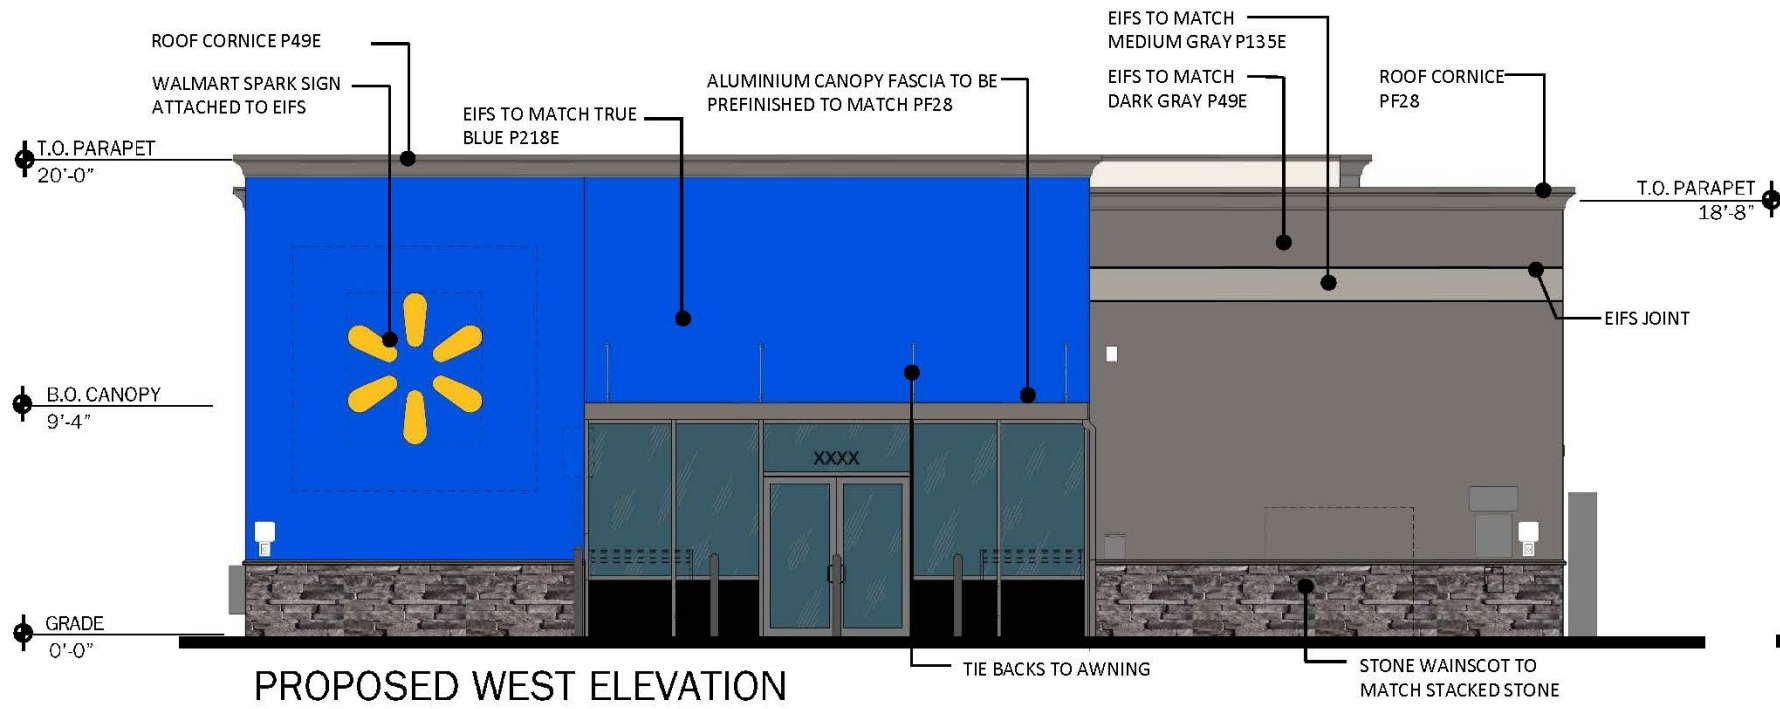 ROOF CORNICE P49E
WALMART SPARK SIGN
ATTACHED TO EIFS
EIFS TO MATCH TRUE
BLUE P218E
ALUMINIUM CANOPY FASCIA TO BE
PREFINISHED TO MATCH PF28
EIFS TO MATCH
MEDIUM GRAY P135E
EIFS TO MATCH
DARK GRAY P49E
ROOF CORNICE
PF28
T.O. PARAPET
20'-0"
T.O. PARAPET
18'-8"
EIFS JOINT
B.O. CANOPY
9'-4"
XXXX
GRADE
0'-0"
TIE BACKS TO AWNING
STONE WAINSCOT TO
MATCH STACKED STONE
PROPOSED WEST ELEVATION